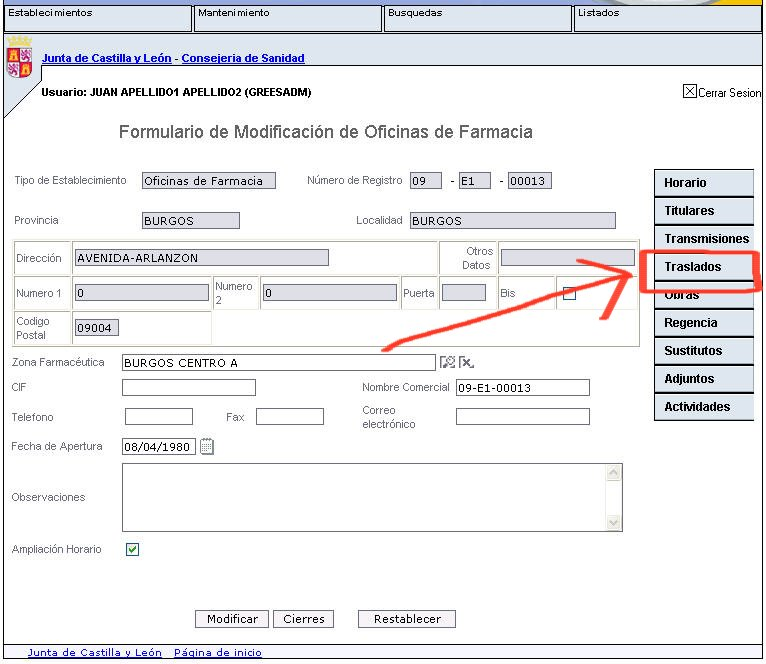 Establecimientos Mantenimiento Busquedas Listados
Junta de Castilla y León - Consejeria de Sanidad
Usuario: JUAN APELLIDO1 APELLIDO2 (GREESADM) Cerrar Sesion
Formulario de Modificación de Oficinas de Farmacia
Tipo de Establecimiento Oficinas de Farmacia Número de Registro 09 - E1 - 00013
Provincia BURGOS Localidad BURGOS
Dirección AVENIDA-ARLANZON Otros Datos
Numero 1 0 Numero 2 0 Puerta Bis
Codigo Postal 09004
Zona Farmacéutica BURGOS CENTRO A
CIF Nombre Comercial 09-E1-00013
Telefono Fax Correo electrónico
Fecha de Apertura 08/04/1980
Observaciones
Ampliación Horario
Horario
Titulares
Transmisiones
Traslados
Obras
Regencia
Sustitutos
Adjuntos
Actividades
Modificar Cierres Restablecer
Junta de Castilla y León Página de inicio